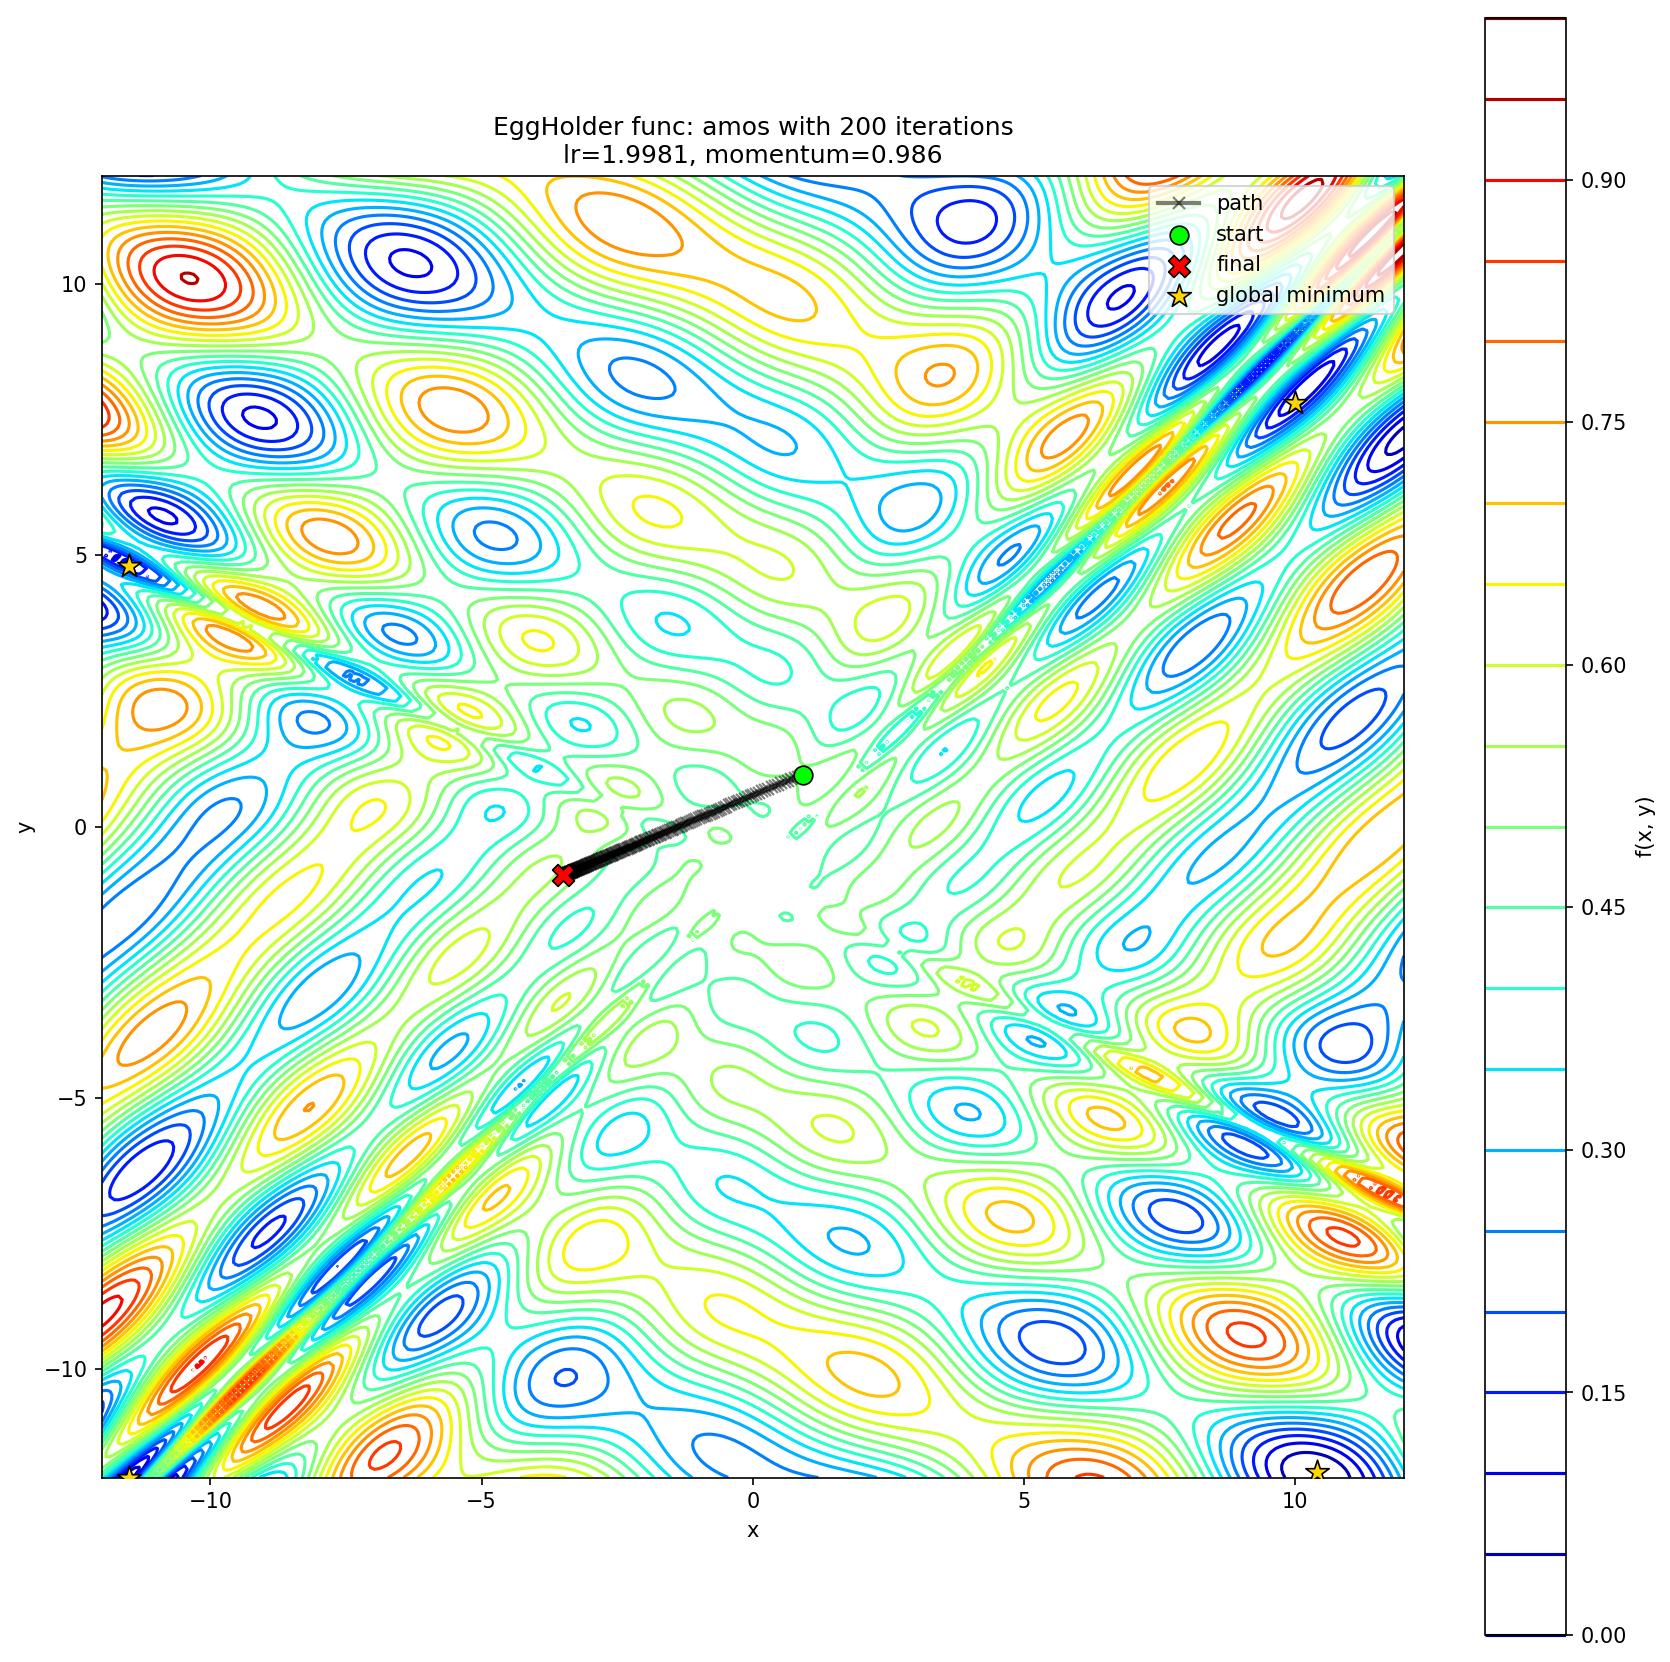 EggHolder func: amos with 200 iterations
lr=1.9981, momentum=0.986
path
start
final
global minimum
10
5
0
−5
−10
y
−10
−5
0
5
10
x
0.90
0.75
0.60
0.45
0.30
0.15
0.00
f(x, y)